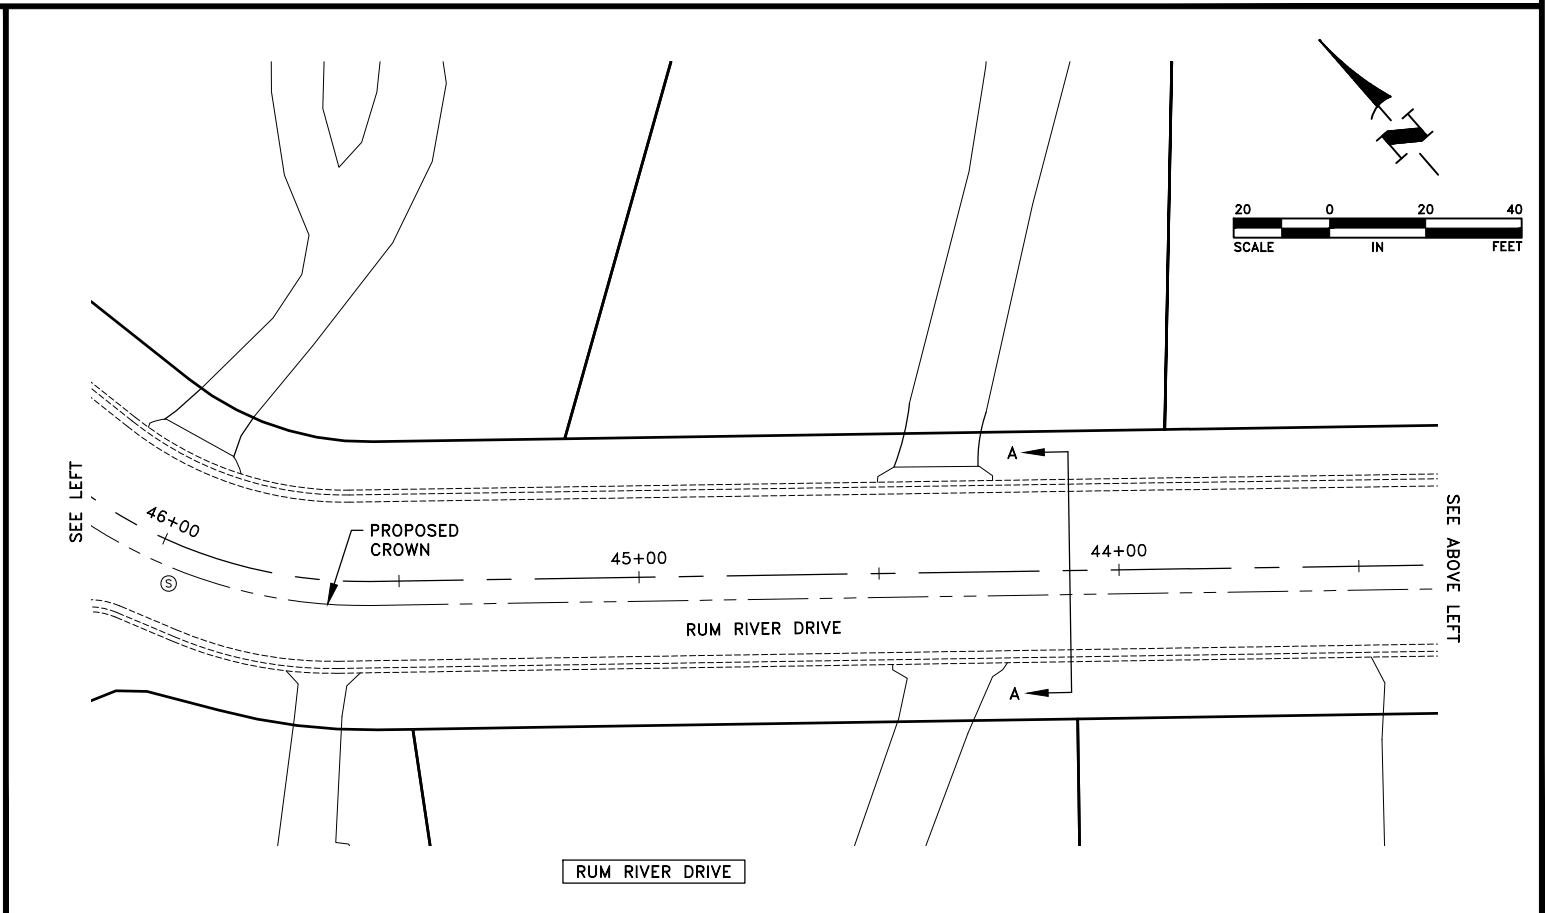 20 0 20 40
SCALE IN FEET
SEE LEFT
46+00
PROPOSED
CROWN
45+00
44+00
A
SEE ABOVE LEFT
S
RUM RIVER DRIVE
A
RUM RIVER DRIVE